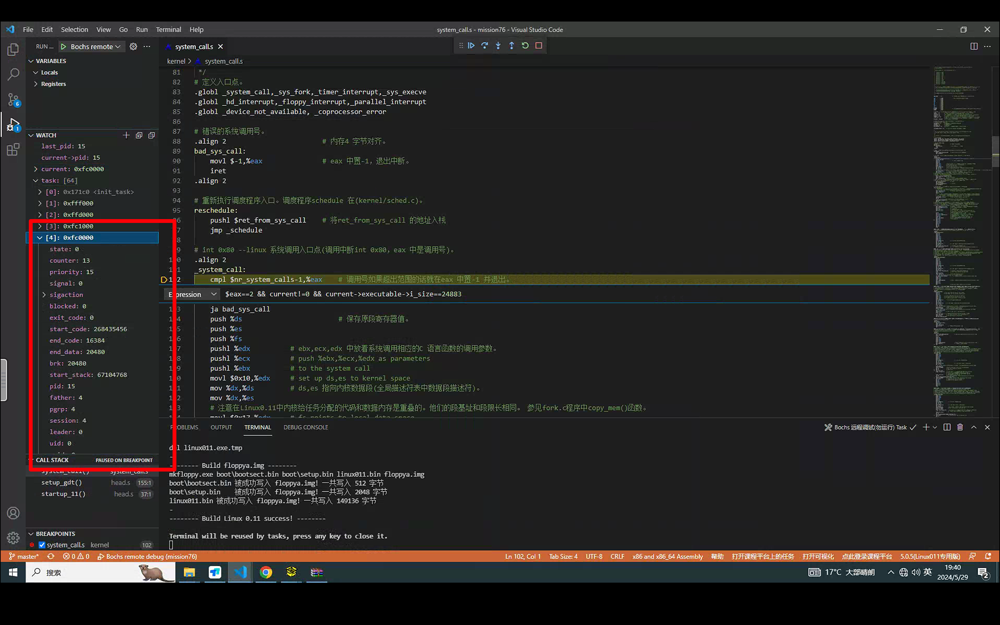 File Edit Selection View Go Run Terminal Help
system_call.s - mission76 - Visual Studio Code
RUN ... Bochs remote
VARIABLES
Locals
Registers
WATCH
last_pid: 15
current->pid: 15
current: 0xfc0000
task: [64]
[0]: 0x171c0 <init_task>
[1]: 0xfff000
[2]: 0xffd000
[3]: 0xfc1000
[4]: 0xfc0000
state: 0
counter: 13
priority: 15
signal: 0
sigaction
blocked: 0
exit_code: 0
start_code: 268435456
end_code: 16384
end_data: 20480
brk: 20480
start_stack: 67104768
pid: 15
father: 4
pgrp: 4
session: 4
leader: 0
uid: 0
CALL STACK PAUSED ON BREAKPOINT
system_call() system_call.s
setup_gdt() head.s 155:1
startup_11() head.s 37:1
BREAKPOINTS
system_call.s kernel 102
6
1
system_call.s
kernel > system_call.s
81 */
82 # 定义入口点。
83 .globl _system_call,_sys_fork,_timer_interrupt,_sys_execve
84 .globl _hd_interrupt,_floppy_interrupt,_parallel_interrupt
85 .globl _device_not_available, _coprocessor_error
86
87 # 错误的系统调用号。
88 .align 2 # 内存4 字节对齐。
89 bad_sys_call:
90 movl $-1,%eax # eax 中置-1，退出中断。
91 iret
92 .align 2
93
94 # 重新执行调度程序入口。调度程序schedule 在(kernel/sched.c)。
95 reschedule:
6 pushl $ret_from_sys_call # 将ret_from_sys_call 的地址入栈
7 jmp _schedule
8
9 # int 0x80 --linux 系统调用入口点(调用中断int 0x80，eax 中是调用号)。
1 0 .align 2
1 1 _system_call:
1 2 cmpl $nr_system_calls-1,%eax # 调用号如果超出范围的话就在eax 中置-1 并退出。
Expression $eax==2 && current!=0 && current->executable->i_size==24883
1 3 ja bad_sys_call
1 4 push %ds # 保存原段寄存器值。
1 5 push %es
1 6 push %fs
1 7 pushl %edx # ebx,ecx,edx 中放着系统调用相应的C 语言函数的调用参数。
1 8 pushl %ecx # push %ebx,%ecx,%edx as parameters
1 9 pushl %ebx # to the system call
1 0 movl $0x10,%edx # set up ds,es to kernel space
1 1 mov %dx,%ds # ds,es 指向内核数据段(全局描述符表中数据段描述符)。
1 2 mov %dx,%es
1 3 # 注意在Linux0.11中内核给任务分配的代码和数据内存是重叠的。他们的段基址和段限长相同。 参见fork.c程序中copy_mem()函数。
1 4 movl $0x17,%edx # fs points to local data space
PROBLEMS OUTPUT TERMINAL DEBUG CONSOLE
Bochs 远程调试(勿运行) Task
del linux011.exe.tmp
-
-------- Build floppya.img --------
mkfloppy.exe boot\bootsect.bin boot\setup.bin linux011.bin floppya.img
boot\bootsect.bin 被成功写入 floppya.img! 一共写入 512 字节
boot\setup.bin 被成功写入 floppya.img! 一共写入 2048 字节
linux011.bin 被成功写入 floppya.img! 一共写入 149136 字节
-
-------- Build Linux 0.11 success! --------
Terminal will be reused by tasks, press any key to close it.
master* 0 0 Bochs remote debug (mission76)
Ln 102, Col 1 Tab Size: 4 UTF-8 CRLF x86 and x86_64 Assembly 帮助 打开课程平台上的任务 打开可视化 点此登录课程平台 5.0.5(Linux011专用版)
搜索
17°C 大部晴朗 英 19:40
2024/5/29
2